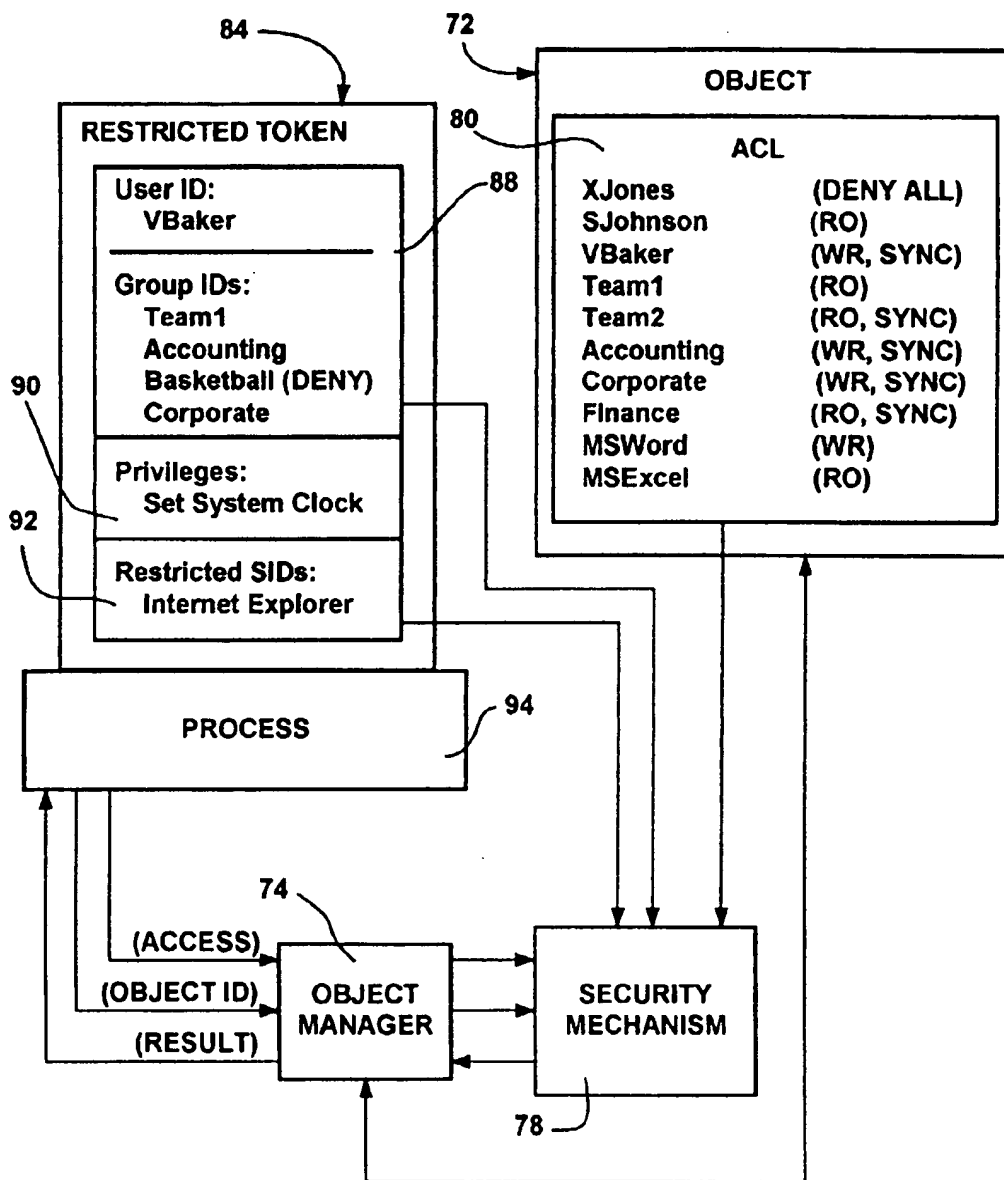 84
RESTRICTED TOKEN
User ID:
VBaker
88
Group IDs:
Team1
Accounting
Basketball (DENY)
Corporate
90
Privileges:
Set System Clock
92
Restricted SIDs:
Internet Explorer
PROCESS
94
72
OBJECT
80
ACL
XJones (DENY ALL)
SJohnson (RO)
VBaker (WR, SYNC)
Team1 (RO)
Team2 (RO, SYNC)
Accounting (WR, SYNC)
Corporate (WR, SYNC)
Finance (RO, SYNC)
MSWord (WR)
MSExcel (RO)
(ACCESS)
(OBJECT ID)
(RESULT)
74
OBJECT
MANAGER
SECURITY
MECHANISM
78